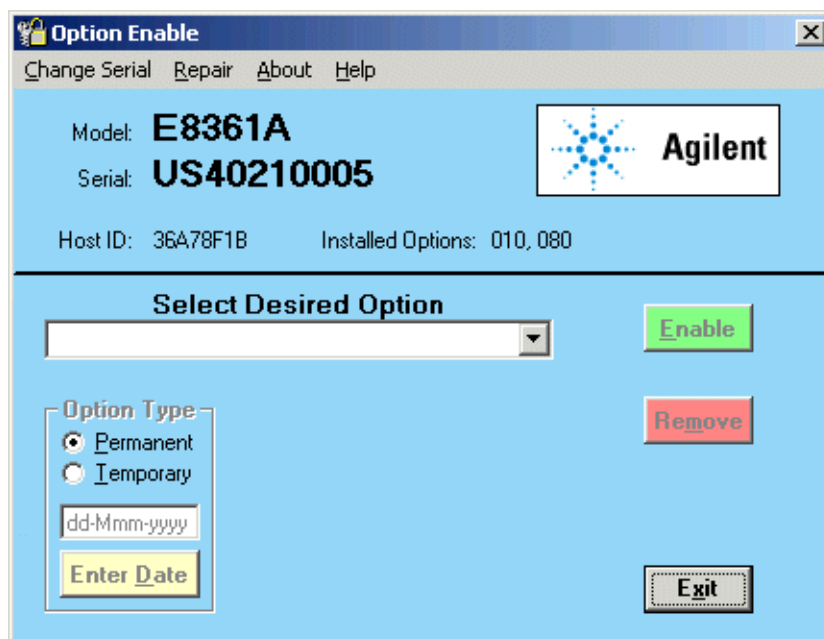 Option Enable
Change Serial Repair About Help
Model: E8361A
Agilent
Serial: US40210005
Host ID: 36A78F1B Installed Options: 010, 080
Select Desired Option
Enable
Option Type
Remove
Permanent
Temporary
dd-Mmm-yyyy
Enter Date
Exit